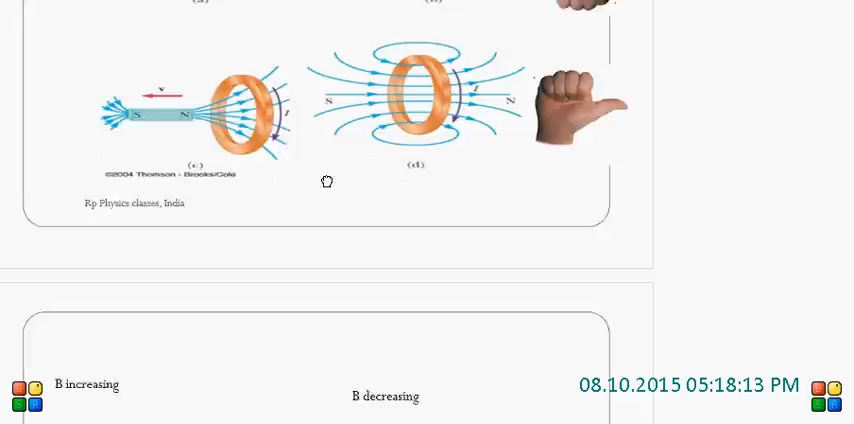 v
I
S
N
I
S
N
(c)
(d)
©2004 Thomson - Brooks/Cole
Rp Physics classes, India
B increasing
B decreasing
08.10.2015 05:18:13 PM